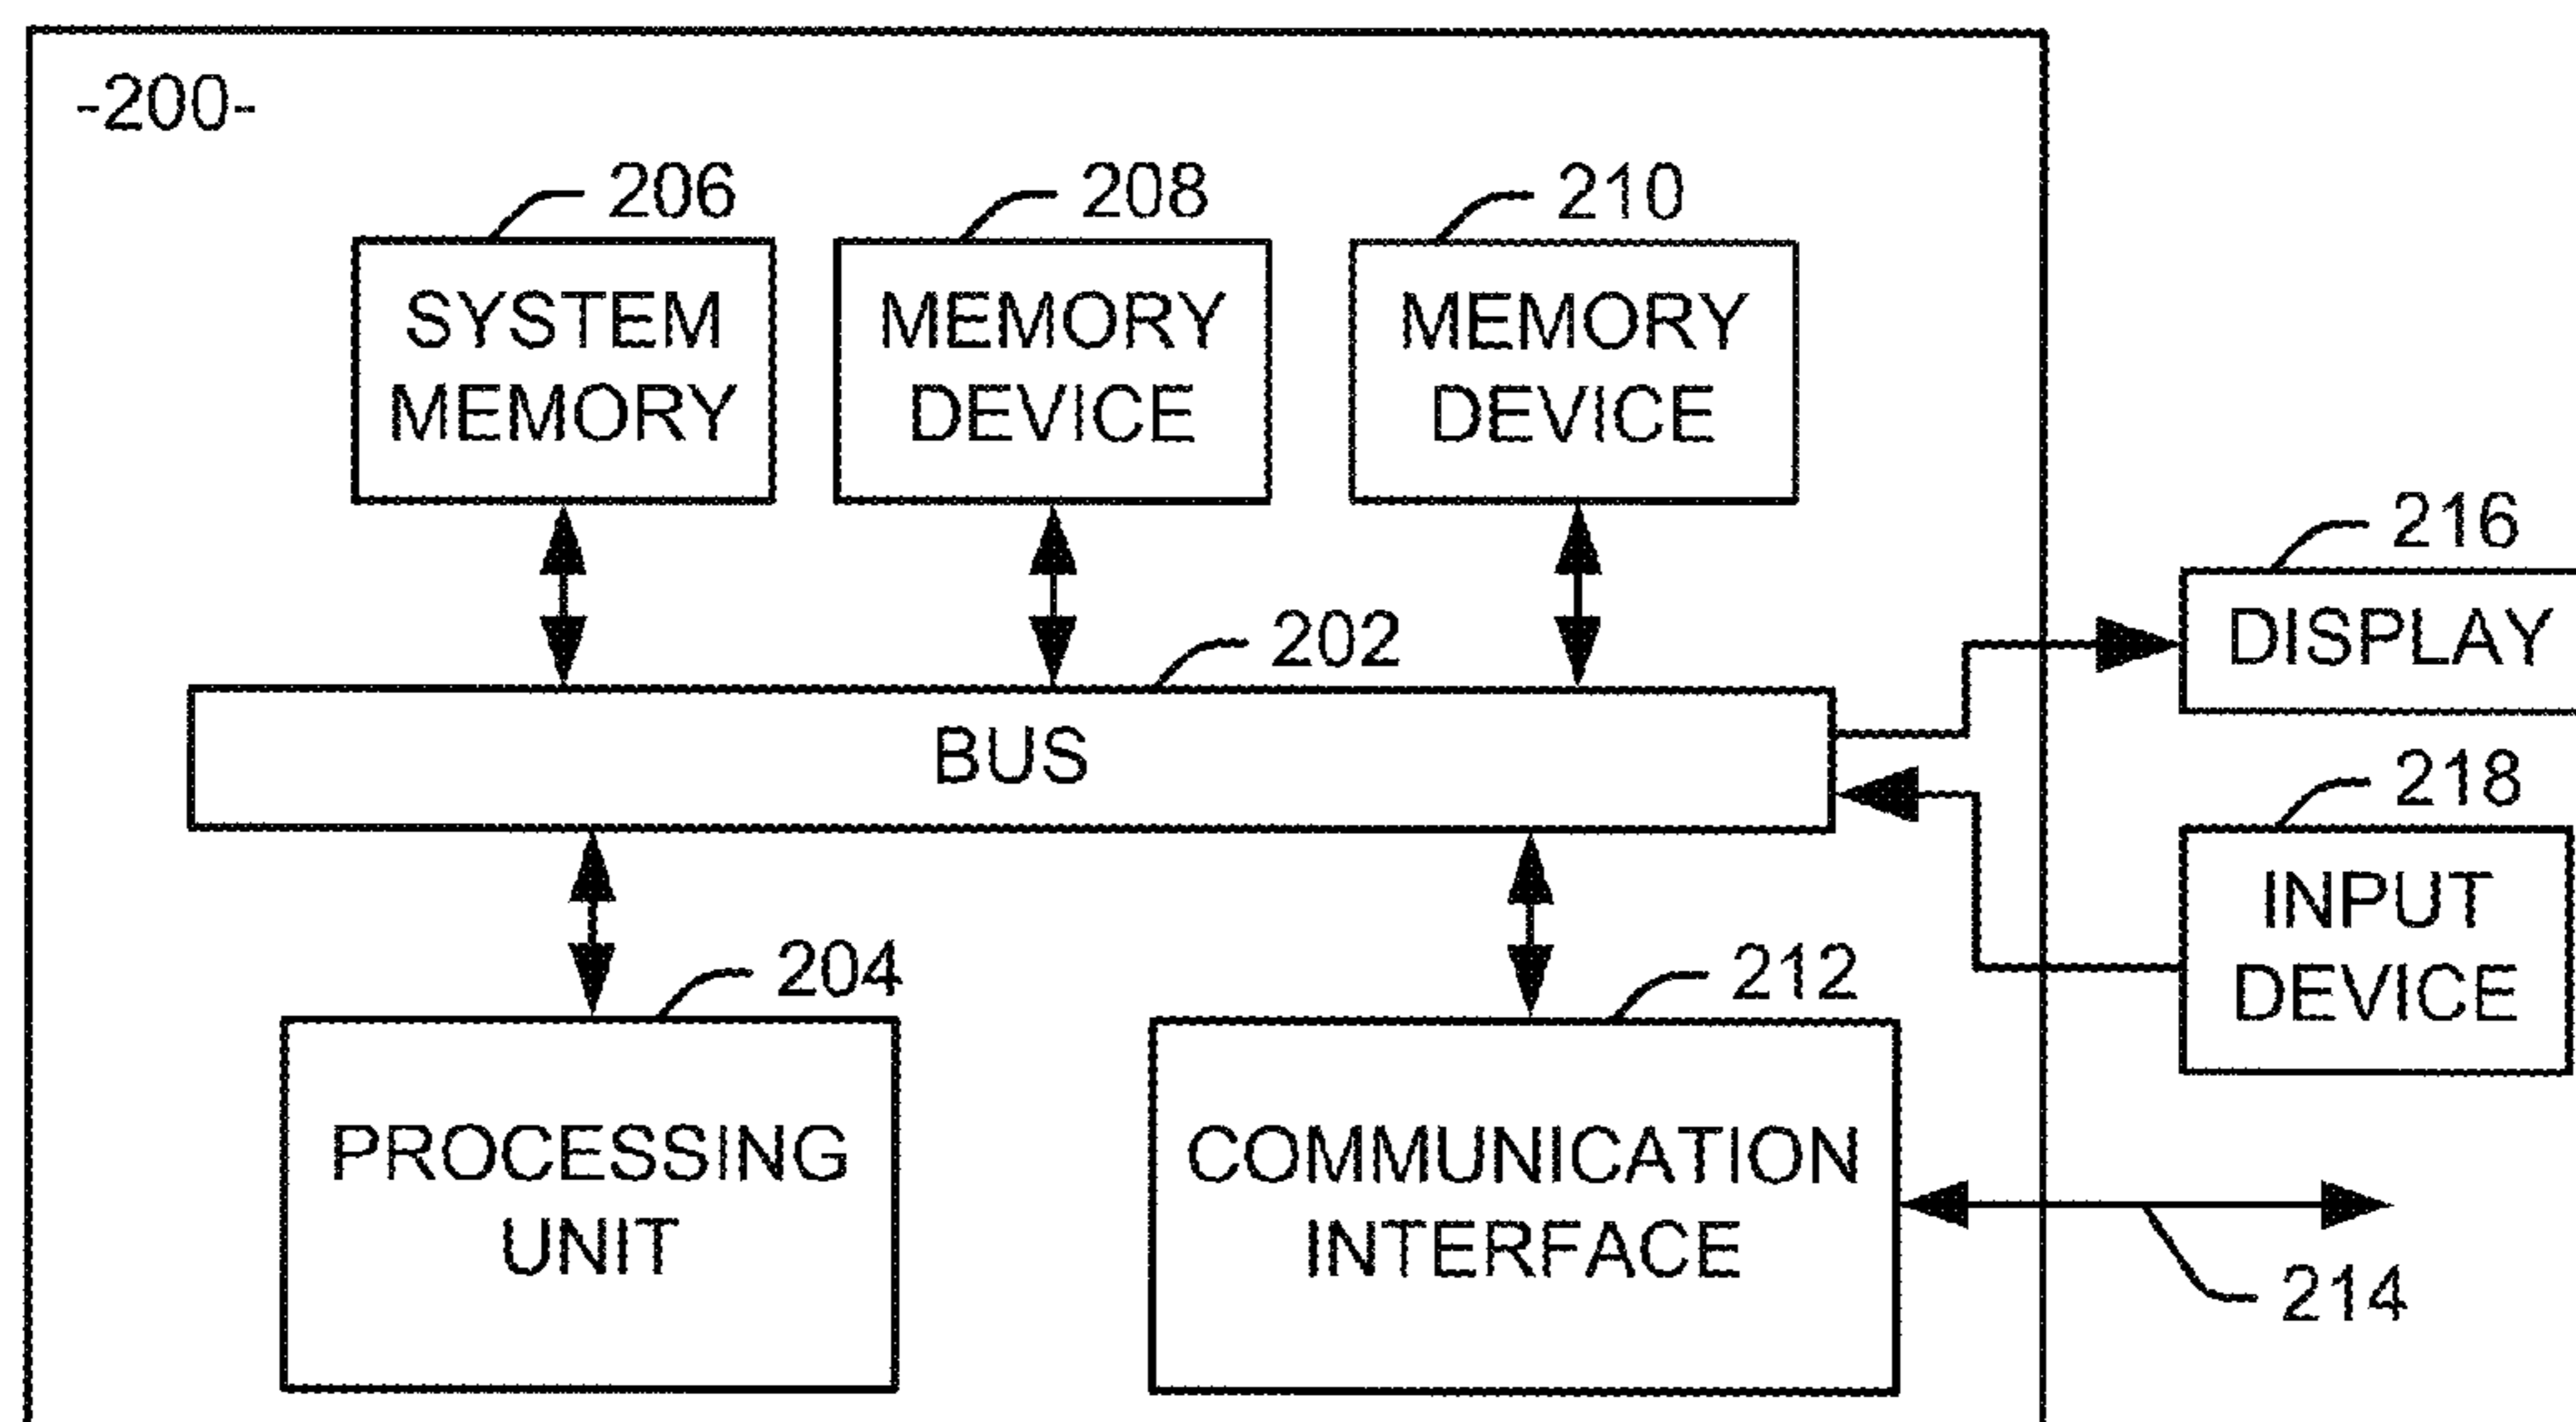 -200-
206
208
210
SYSTEM
MEMORY
MEMORY
DEVICE
MEMORY
DEVICE
216
DISPLAY
202
BUS
218
INPUT
DEVICE
204
212
PROCESSING
UNIT
COMMUNICATION
INTERFACE
214